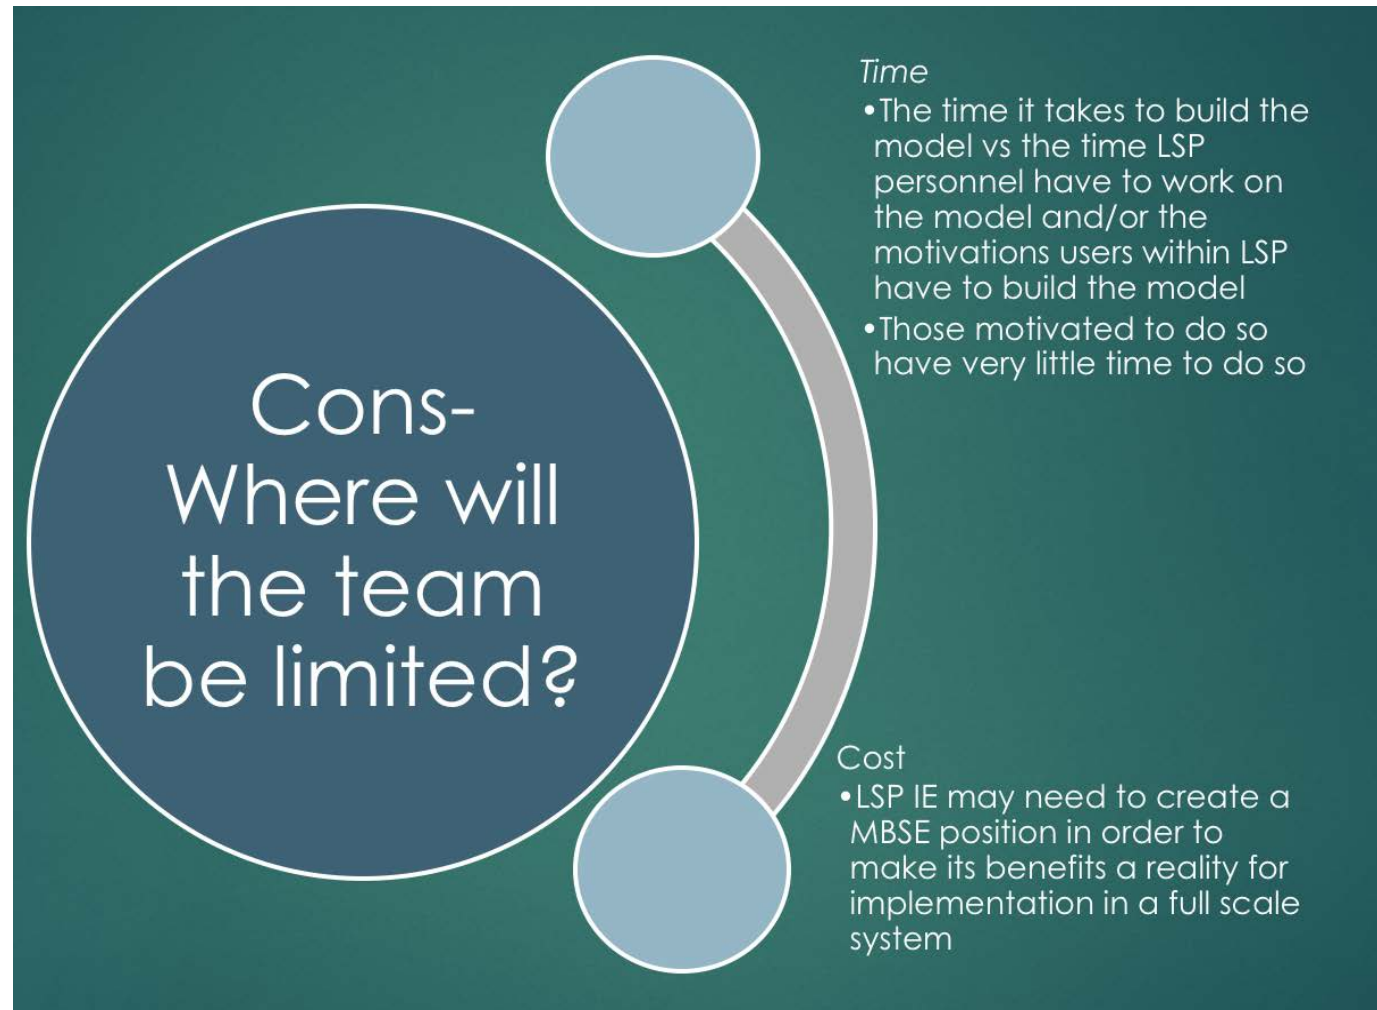 Cons-
Where will
the team
be limited?
Time
•The time it takes to build the
model vs the time LSP
personnel have to work on
the model and/or the
motivations users within LSP
have to build the model
•Those motivated to do so
have very little time to do so
Cost
•LSP IE may need to create a
MBSE position in order to
make its benefits a reality for
implementation in a full scale
system